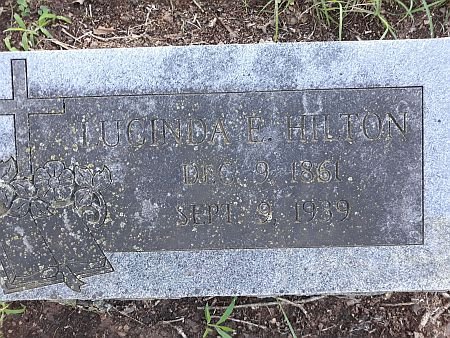 LUCINDA E. HILTON
DEC. 9, 1861
SEPT. 9, 1939